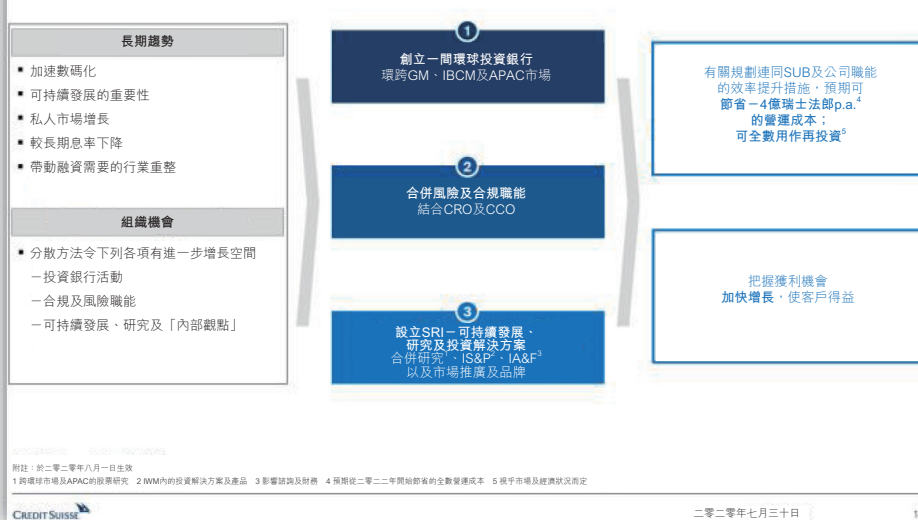 長期趨勢
▪ 加速數碼化
▪ 可持續發展的重要性
▪ 私人市場增長
▪ 較長期息率下降
▪ 帶動融資需要的行業重整
組織機會
▪ 分散方法令下列各項有進一步增長空間
－投資銀行活動
－合規及風險職能
－可持續發展、研究及「內部觀點」
1
創立一間環球投資銀行
環跨GM、IBCM及APAC市場
2
合併風險及合規職能
結合CRO及CCO
3
設立SRI－可持續發展、
研究及投資解決方案
合併研究1、IS&P2、IA&F3
以及市場推廣及品牌
有關規劃連同SUB及公司職能
的效率提升措施，預期可
節省－4億瑞士法郎p.a.4
的營運成本；
可全數用作再投資5
把握獲利機會
加快增長，使客戶得益
附註：於二零二零年八月一日生效
1 跨環球市場及APAC的股票研究 2 IWM內的投資解決方案及產品 3 影響諮詢及財務 4 預期從二零二二年開始節省的全數營運成本 5 視乎市場及經濟狀況而定
CREDIT SUISSE
二零二零年七月三十日
1